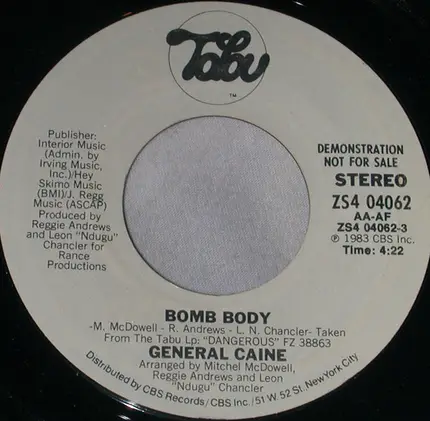 Tabu
TM
Publisher:
Interior Music
(Admin. by
Irving Music,
Inc.)/Hey
Skimo Music
(BMI)/J. Regg
Music (ASCAP)
Produced by
Reggie Andrews
and Leon "Ndugu"
Chancler for
Rance
Productions
DEMONSTRATION
NOT FOR SALE
STEREO
ZS4 04062
AA-AF
ZS4 04062-3
℗ 1983 CBS Inc.
Time: 4:22
BOMB BODY
-M. McDowell - R. Andrews - L. N. Chancler- Taken
From The Tabu Lp: "DANGEROUS" FZ 38863
GENERAL CAINE
Arranged by Mitchel McDowell,
Reggie Andrews and Leon
"Ndugu" Chancler
Distributed by CBS Records/CBS Inc./51 W. 52 St. New York City